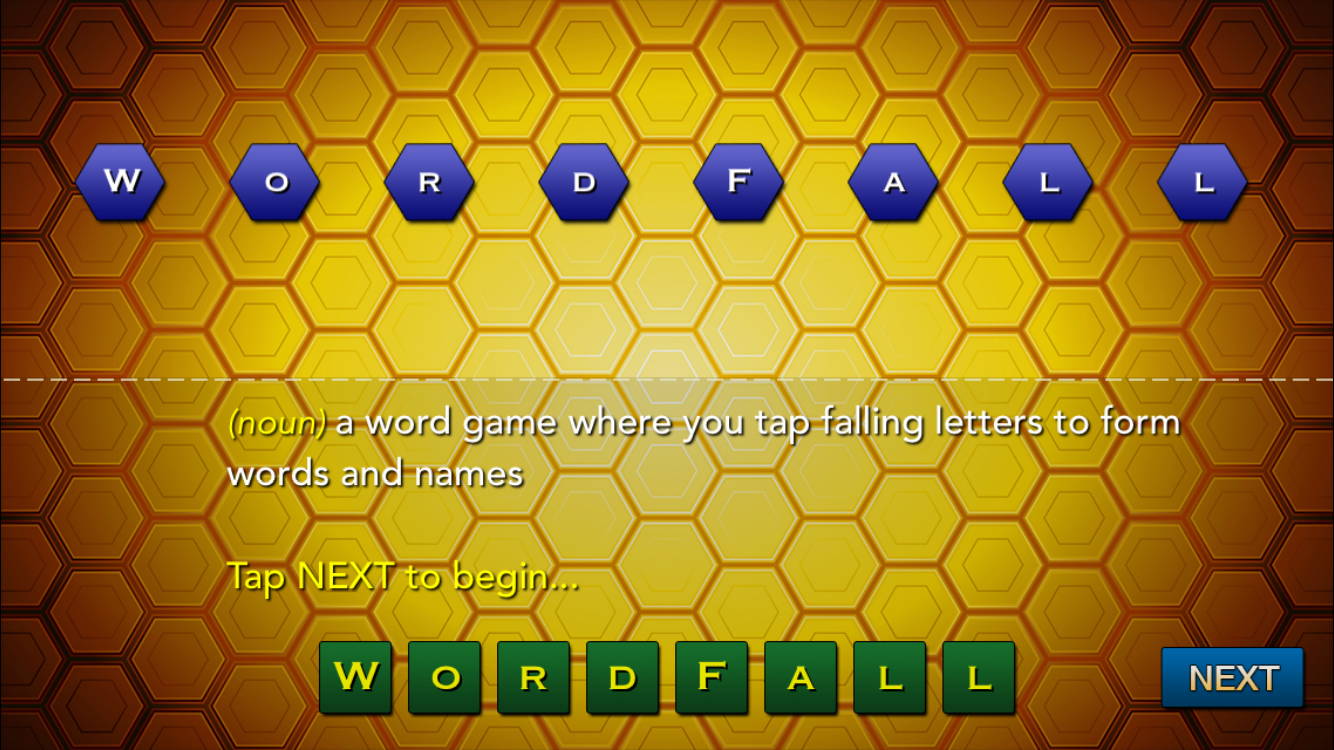 W O R D F A L L
(noun) a word game where you tap falling letters to form
words and names
Tap NEXT to begin...
W O R D F A L L
NEXT